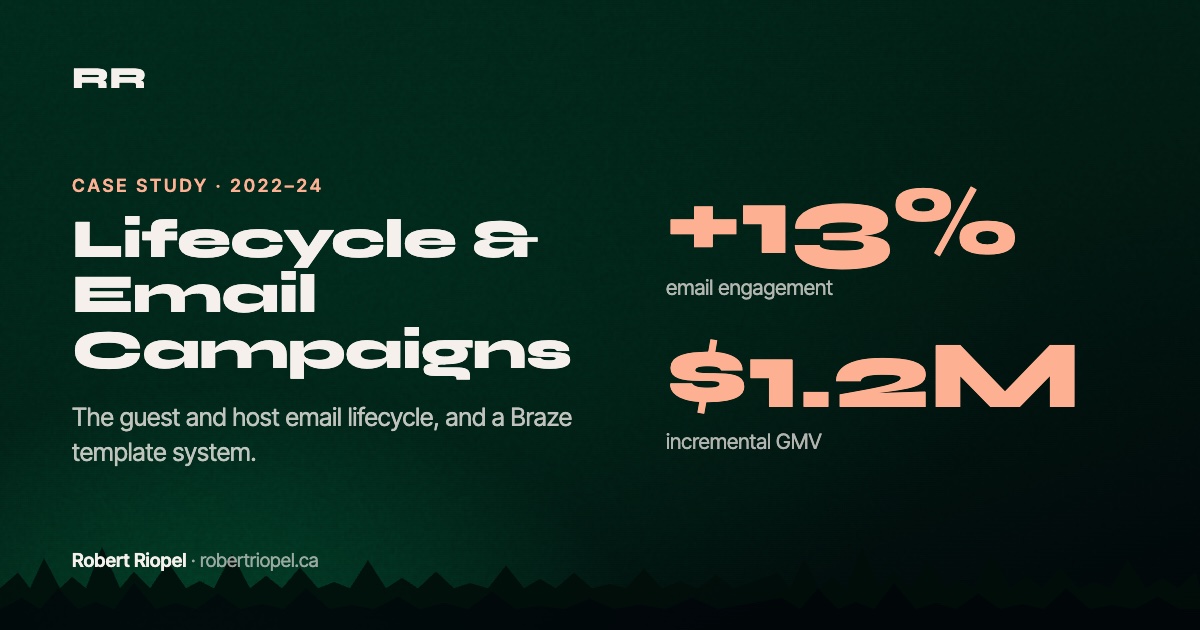 RR
CASE STUDY · 2022–24
Lifecycle &
Email
Campaigns
The guest and host email lifecycle, and a Braze
template system.
+13%
email engagement
$1.2M
incremental GMV
Robert Riopel · robertriopel.ca